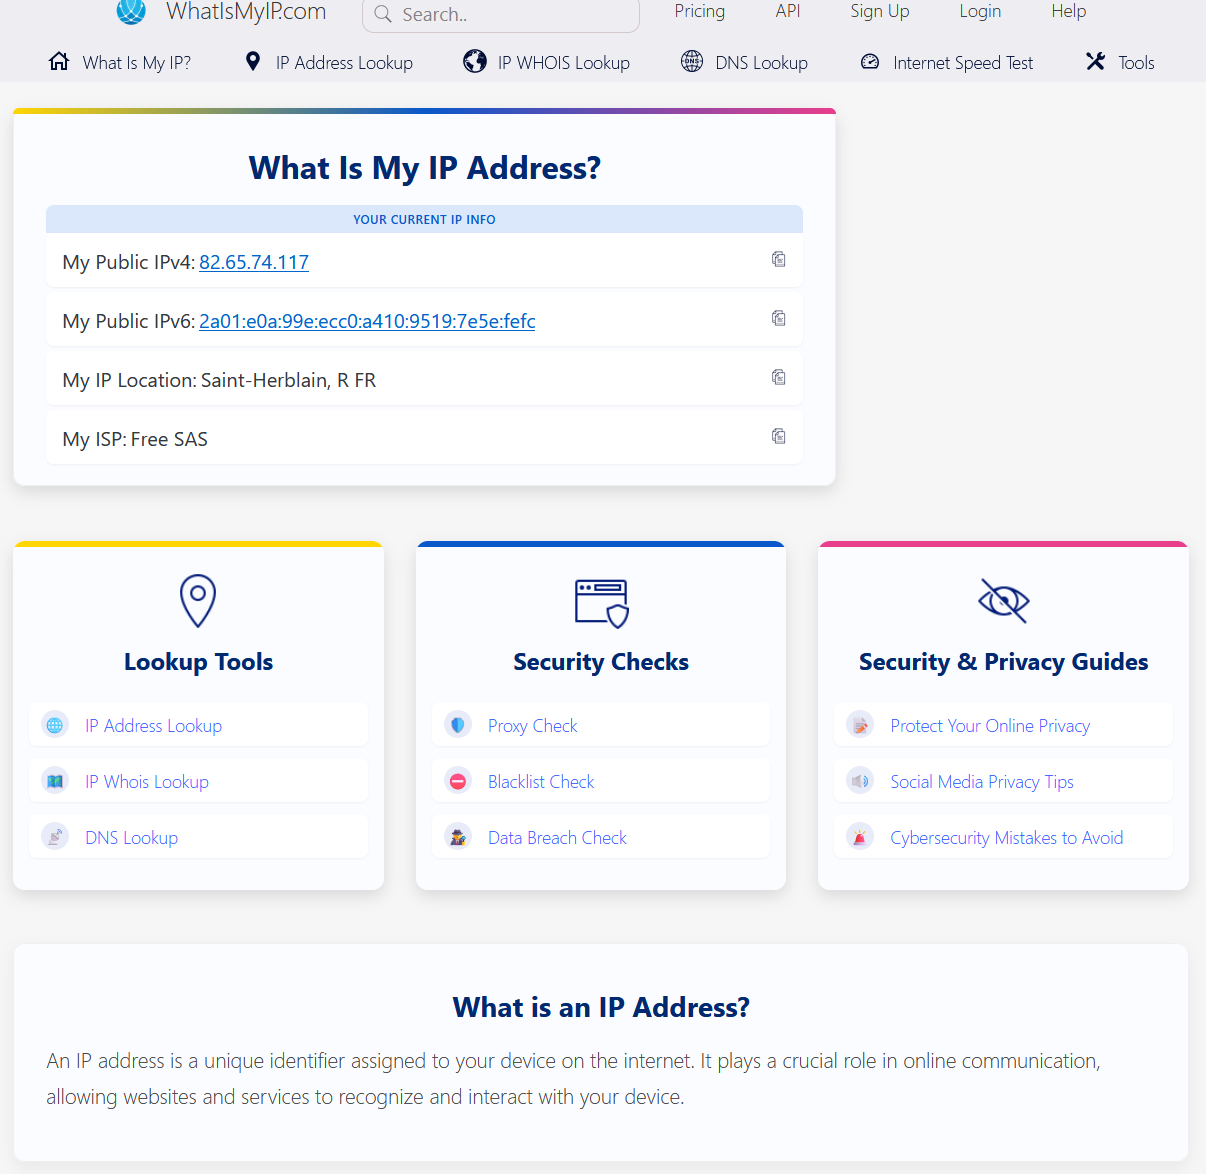 WhatIsMyIP.com
Search..
Pricing
API
Sign Up
Login
Help
What Is My IP?
IP Address Lookup
IP WHOIS Lookup
DNS
DNS Lookup
Internet Speed Test
Tools
What Is My IP Address?
YOUR CURRENT IP INFO
My Public IPv4: 82.65.74.117
My Public IPv6: 2a01:e0a:99e:ecc0:a410:9519:7e5e:fefc
My IP Location: Saint-Herblain, R FR
My ISP: Free SAS
Lookup Tools
IP Address Lookup
IP Whois Lookup
DNS Lookup
Security Checks
Proxy Check
Blacklist Check
Data Breach Check
Security & Privacy Guides
Protect Your Online Privacy
Social Media Privacy Tips
Cybersecurity Mistakes to Avoid
What is an IP Address?
An IP address is a unique identifier assigned to your device on the internet. It plays a crucial role in online communication,
allowing websites and services to recognize and interact with your device.